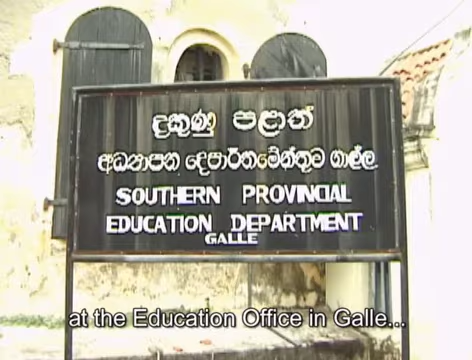 දකුණු පළාත්
අධ්‍යාපන දෙපාර්තමේන්තුව ගාල්ල.
SOUTHERN PROVINCIAL
EDUCATION DEPARTMENT
GALLE
at the Education Office in Galle...